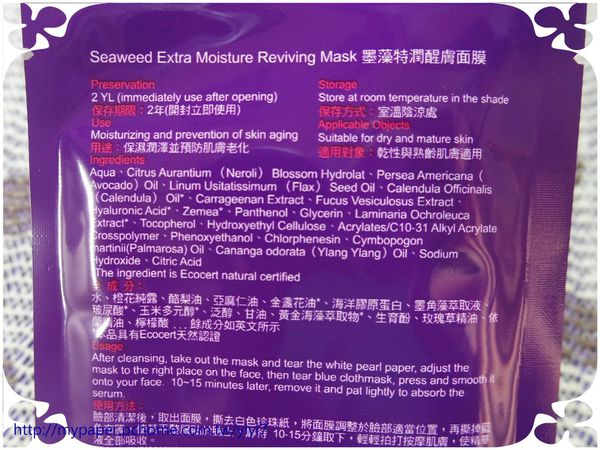 Seaweed Extra Moisture Reviving Mask 墨藻特潤醒膚面膜
Preservation
2 YL (immediately use after opening)
保存期限：2年(開封立即使用)
Use
Moisturizing and prevention of skin aging
用途：保濕潤澤並預防肌膚老化
Storage
Store at room temperature in the shade
保存方式：室溫陰涼處
Applicable Objects
Suitable for dry and mature skin
適用對象：乾性與熟齡肌膚適用
Ingredients
Aqua、Citrus Aurantium（Neroli）Blossom Hydrolat、Persea Americana（
Avocado）Oil、Linum Usitatissimum（Flax）Seed Oil、Calendula Officinalis
（Calendula）Oil*、Carrageenan Extract、Fucus Vesiculosus Extract、
Hyaluronic Acid*、Zemea*、Panthenol、Glycerin、Laminaria Ochroleuca
Extract*、Tocopherol、Hydroxyethyl Cellulose、Acrylates/C10-31 Alkyl Acrylate
Crosspolymer、Phenoxyethanol、Chlorphenesin、Cymbopogon
martinii(Palmarosa) Oil、Cananga odorata（Ylang Ylang）Oil、Sodium
Hydroxide、Citric Acid
*The ingredient is Ecocert natural certified
全成分：
水、橙花純露、酪梨油、亞麻仁油、金盞花油*、海洋膠原蛋白、墨角藻萃取液、
玻尿酸*、玉米多元醇*、泛醇、甘油、黃金海藻萃取物*、生育酚、玫瑰草精油、依
蘭精油、檸檬酸 ... 餘成分如英文所示
*本品具有Ecocert天然認證
Usage
After cleansing, take out the mask and tear the white pearl paper, adjust the
mask to the right place on the face, then tear blue clothmask, press and smooth it
onto your face. 10~15 minutes later, remove it and pat lightly to absorb the
serum.
使用方法：
臉部清潔後，取出面膜，撕去白色珍珠紙，將面膜調整於臉部適當位置，再撕掉藍
10-15分鐘取下，輕輕拍打按摩肌膚，使精華
液全部吸收。